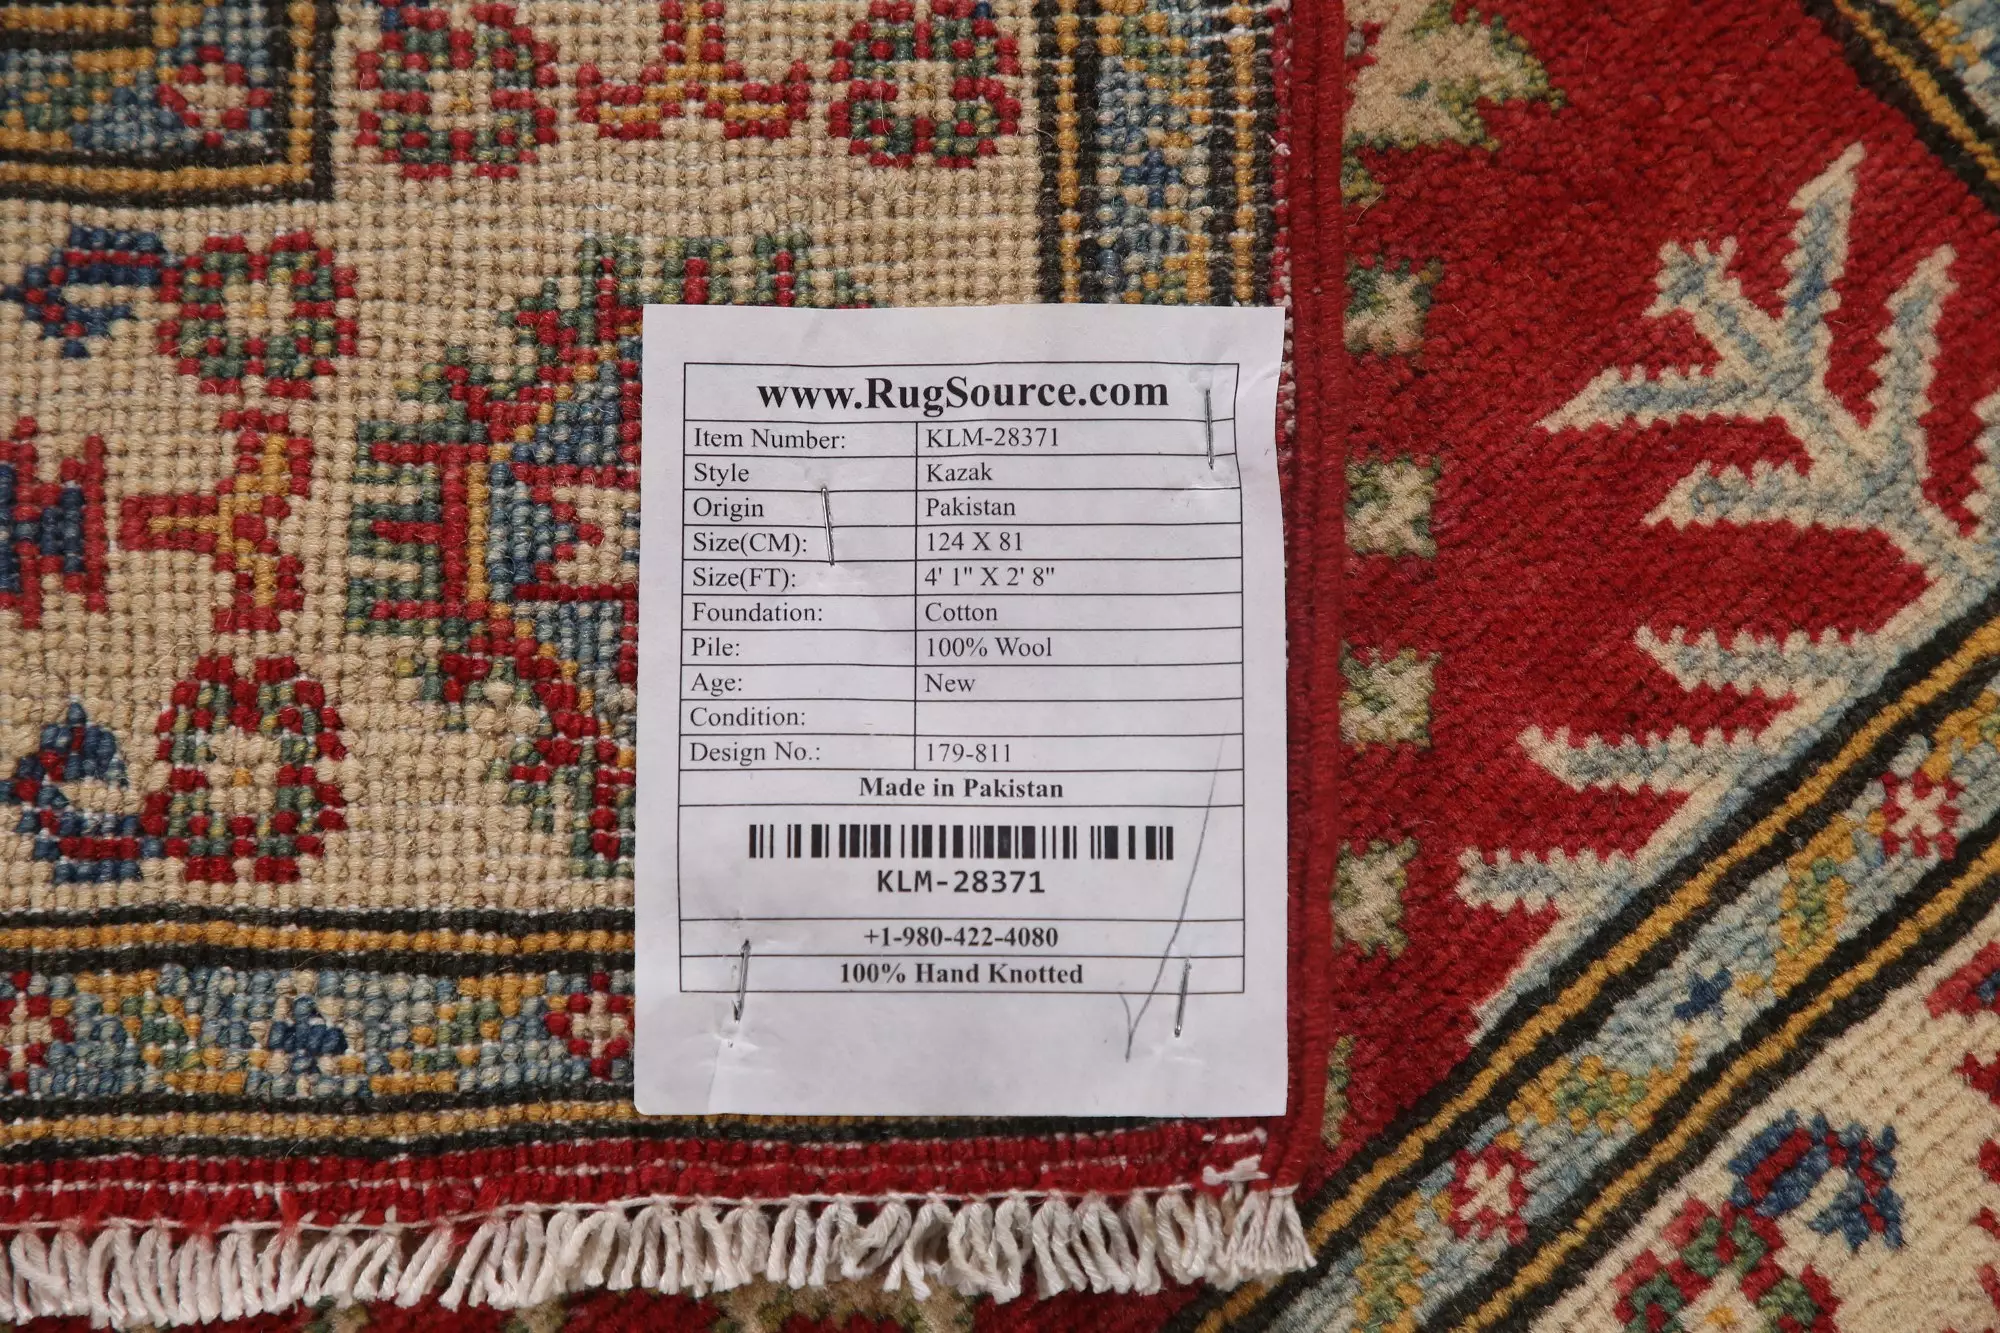 www.RugSource.com
Item Number: KLM-28371
Style Kazak
Origin Pakistan
Size(CM): 124 X 81
Size(FT): 4' 1" X 2' 8"
Foundation: Cotton
Pile: 100% Wool
Age: New
Condition:
Design No.: 179-811
Made in Pakistan
KLM-28371
+1-980-422-4080
100% Hand Knotted